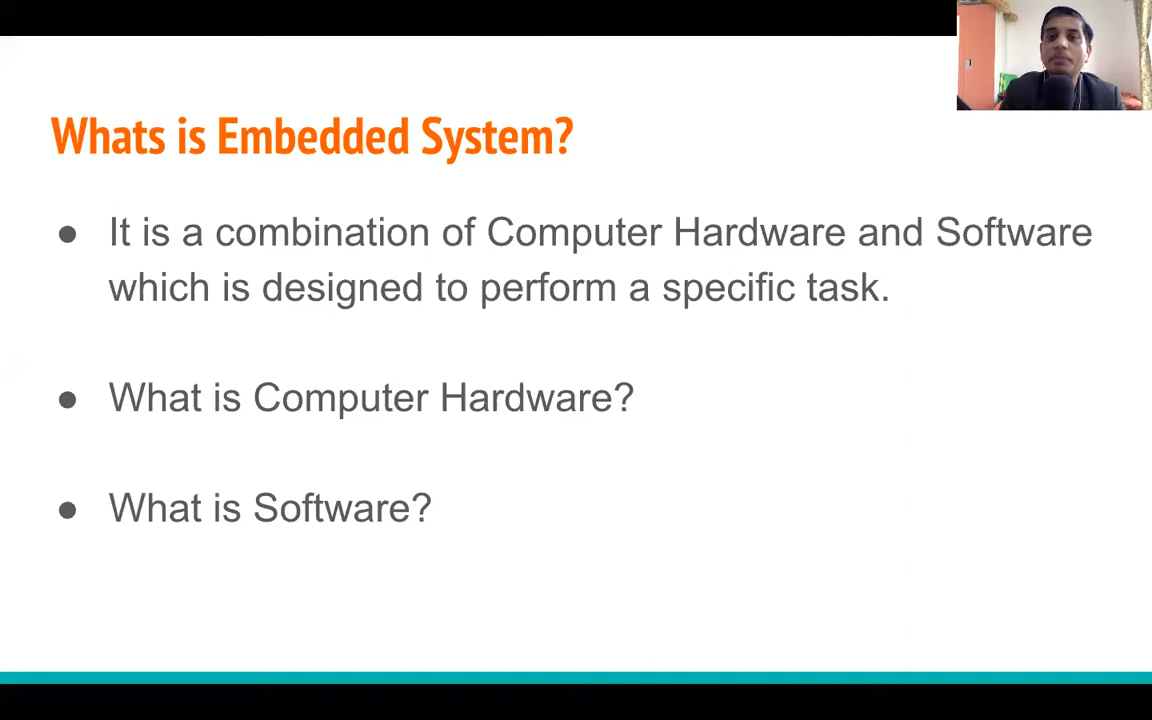 Whats is Embedded System?
● It is a combination of Computer Hardware and Software
which is designed to perform a specific task.
● What is Computer Hardware?
● What is Software?